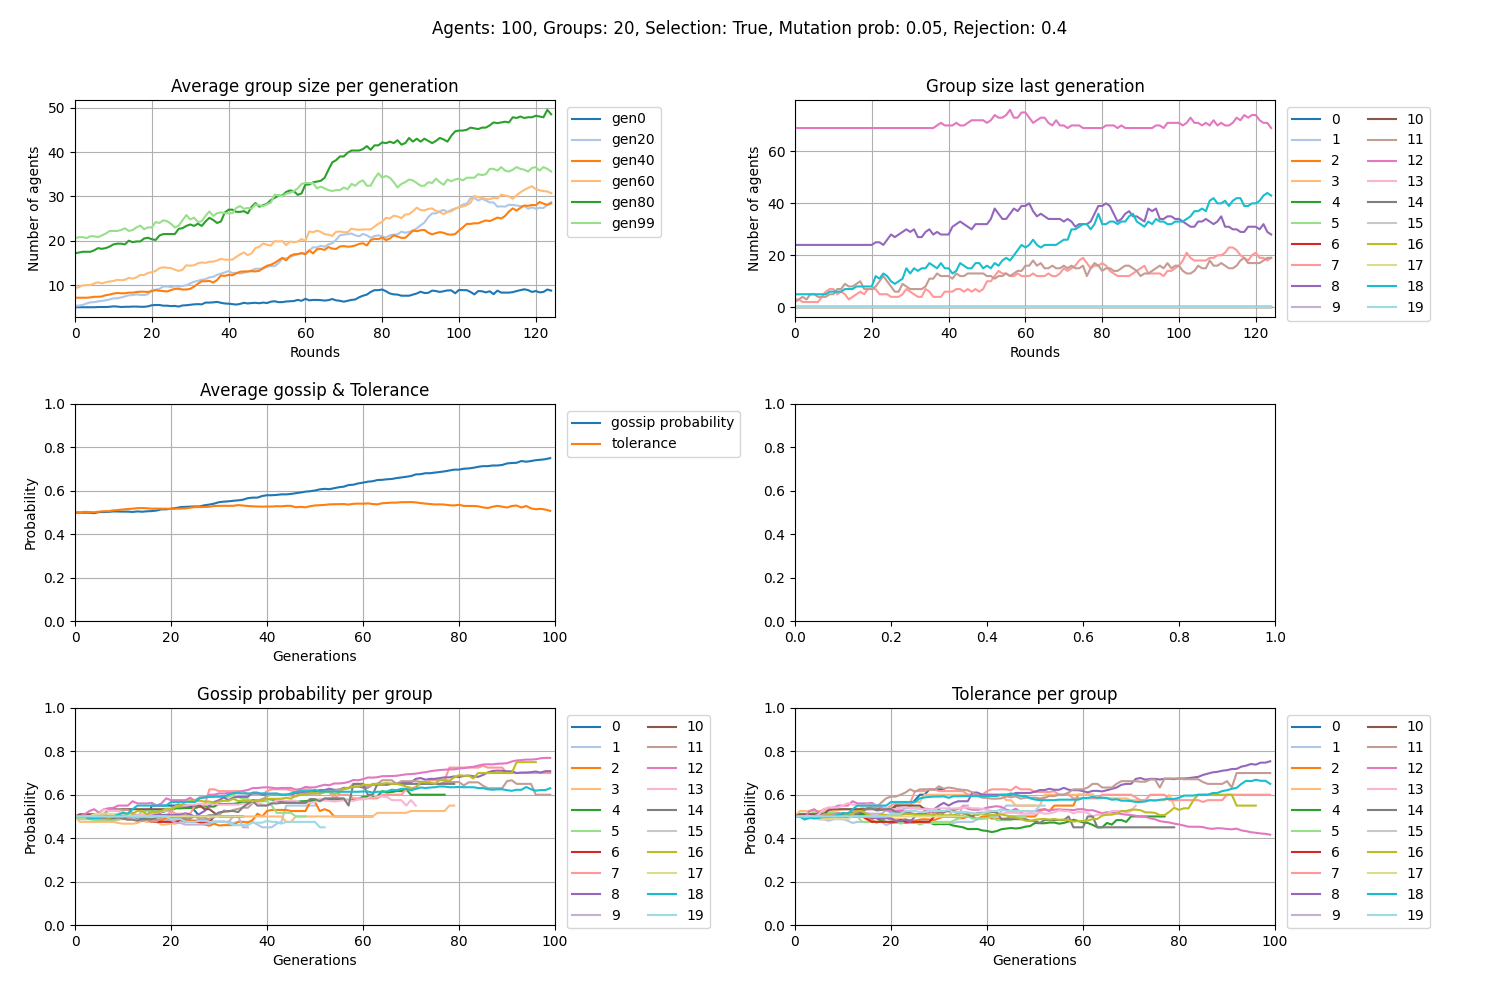 Agents: 100, Groups: 20, Selection: True, Mutation prob: 0.05, Rejection: 0.4
Average group size per generation
Number of agents
50
40
30
20
10
0 20 40 60 80 100 120
Rounds
gen0
gen20
gen40
gen60
gen80
gen99
Group size last generation
Number of agents
60
40
20
0
0 20 40 60 80 100 120
Rounds
0 10
1 11
2 12
3 13
4 14
5 15
6 16
7 17
8 18
9 19
Average gossip & Tolerance
Probability
1.0
0.8
0.6
0.4
0.2
0.0
0 20 40 60 80 100
Generations
gossip probability
tolerance
1.0
0.8
0.6
0.4
0.2
0.0
0.0 0.2 0.4 0.6 0.8 1.0
Gossip probability per group
Probability
1.0
0.8
0.6
0.4
0.2
0.0
0 20 40 60 80 100
Generations
0 10
1 11
2 12
3 13
4 14
5 15
6 16
7 17
8 18
9 19
Tolerance per group
Probability
1.0
0.8
0.6
0.4
0.2
0.0
0 20 40 60 80 100
Generations
0 10
1 11
2 12
3 13
4 14
5 15
6 16
7 17
8 18
9 19